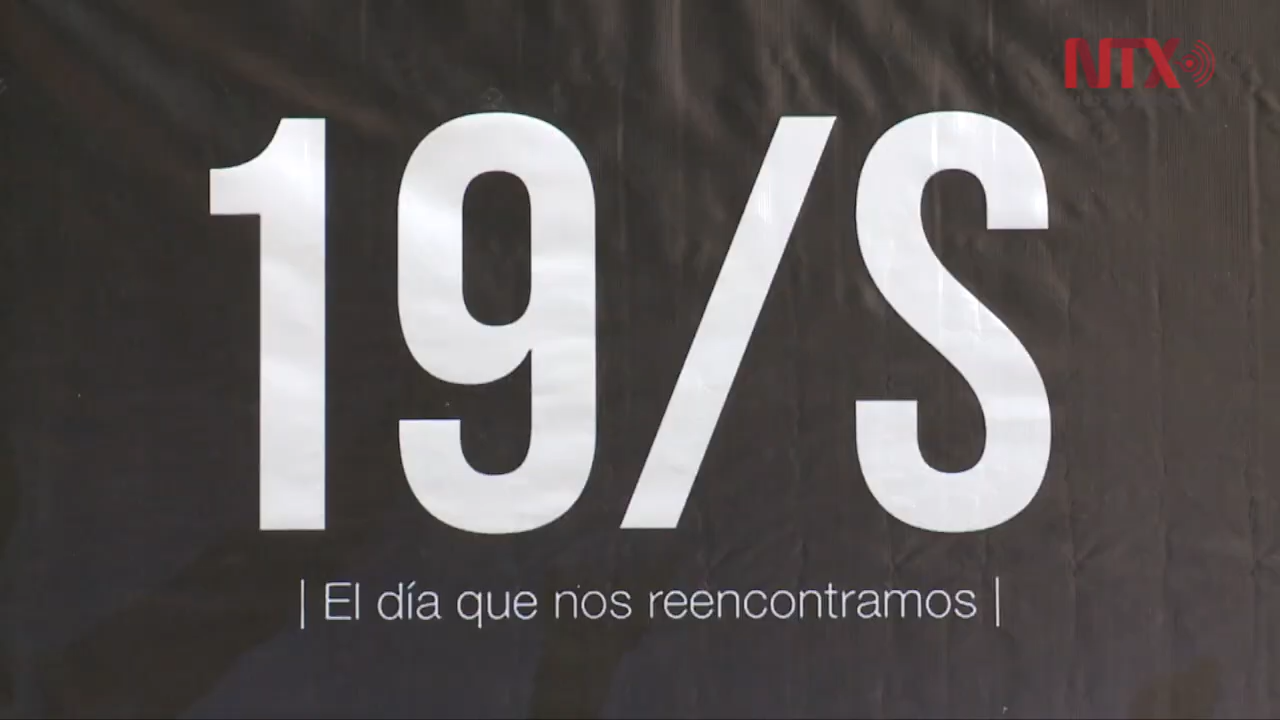 NTX
19/S
| El día que nos reencontramos |